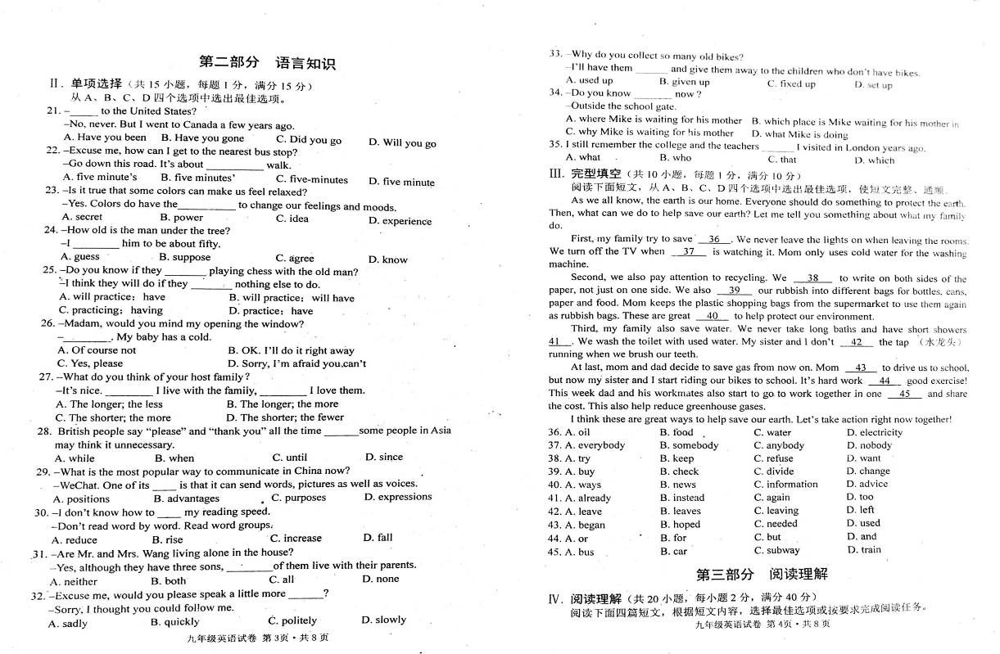 第二部分 语言知识
II. 单项选择（共 15 小题，每题 1 分，满分 15 分）
从 A、B、C、D 四个选项中选出最佳选项。
21. –______ to the United States?
–No, never. But I went to Canada a few years ago.
A. Have you been B. Have you gone C. Did you go D. Will you go
22. –Excuse me, how can I get to the nearest bus stop?
–Go down this road. It's about ____________ walk.
A. five minute's B. five minutes' C. five-minutes D. five minute
23. –Is it true that some colors can make us feel relaxed?
–Yes. Colors do have the____________ to change our feelings and moods.
A. secret B. power C. idea D. experience
24. –How old is the man under the tree?
–I _________ him to be about fifty.
A. guess B. suppose C. agree D. know
25. –Do you know if they ________ playing chess with the old man?
–I think they will do if they ________ nothing else to do.
A. will practice; have B. will practice; will have
C. practicing; having D. practice; have
26. –Madam, would you mind my opening the window?
–__________. My baby has a cold.
A. Of course not B. OK. I'll do it right away
C. Yes, please D. Sorry, I'm afraid you can't
27. –What do you think of your host family?
–It's nice. _________ I live with the family, _________ I love them.
A. The longer; the less B. The longer; the more
C. The shorter; the more D. The shorter; the fewer
28. British people say “please” and “thank you” all the time ______some people in Asia
may think it unnecessary.
A. while B. when C. until D. since
29. –What is the most popular way to communicate in China now?
–WeChat. One of its ____ is that it can send words, pictures as well as voices.
A. positions B. advantages C. purposes D. expressions
30. –I don't know how to ____ my reading speed.
–Don't read word by word. Read word groups.
A. reduce B. rise C. increase D. fall
31. –Are Mr. and Mrs. Wang living alone in the house?
–Yes, although they have three sons, _________of them live with their parents.
A. neither B. both C. all D. none
32. –Excuse me, would you please speak a little more ______?
–Sorry, I thought you could follow me.
A. sadly B. quickly C. politely D. slowly
九年级英语试卷 第 3页·共 8 页
33. –Why do you collect so many old bikes?
–I'll have them ______ and give them away to the children who don't have bikes.
A. used up B. given up C. fixed up D. set up
34. –Do you know ________ now ?
–Outside the school gate.
A. where Mike is waiting for his mother B. which place is Mike waiting for his mother in
C. why Mike is waiting for his mother D. what Mike is doing
35. I still remember the college and the teachers ______ I visited in London years ago.
A. what B. who C. that D. which
III. 完型填空（共 10 小题，每题 1 分，满分 10 分）
阅读下面短文，从 A、B、C、D 四个选项中选出最佳选项，使短文完整、通顺。
As we all know, the earth is our home. Everyone should do something to protect the earth.
Then, what can we do to help save our earth? Let me tell you something about what my family
do.
First, my family try to save 36 . We never leave the lights on when leaving the rooms.
We turn off the TV when 37 is watching it. Mom only uses cold water for the washing
machine.
Second, we also pay attention to recycling. We 38 to write on both sides of the
paper, not just on one side. We also 39 our rubbish into different bags for bottles, cans,
paper and food. Mom keeps the plastic shopping bags from the supermarket to use them again
as rubbish bags. These are great 40 to help protect our environment.
Third, my family also save water. We never take long baths and have short showers
41 . We wash the toilet with used water. My sister and I don't 42 the tap （水龙头）
running when we brush our teeth.
At last, mom and dad decide to save gas from now on. Mom 43 to drive us to school,
but now my sister and I start riding our bikes to school. It's hard work 44 good exercise!
This week dad and his workmates also start to go to work together in one 45 and share
the cost. This also help reduce greenhouse gases.
I think these are great ways to help save our earth. Let's take action right now together!
36. A. oil B. food C. water D. electricity
37. A. everybody B. somebody C. anybody D. nobody
38. A. try B. keep C. refuse D. want
39. A. buy B. check C. divide D. change
40. A. ways B. news C. information D. advice
41. A. already B. instead C. again D. too
42. A. leave B. leaves C. leaving D. left
43. A. began B. hoped C. needed D. used
44. A. or B. for C. but D. and
45. A. bus B. car C. subway D. train
第三部分 阅读理解
IV. 阅读理解（共 20 小题，每小题 2 分，满分 40 分）
阅读下面四篇短文，根据短文内容，选择最佳选项或按要求完成阅读任务。
九年级英语试卷 第 4页·共 8 页